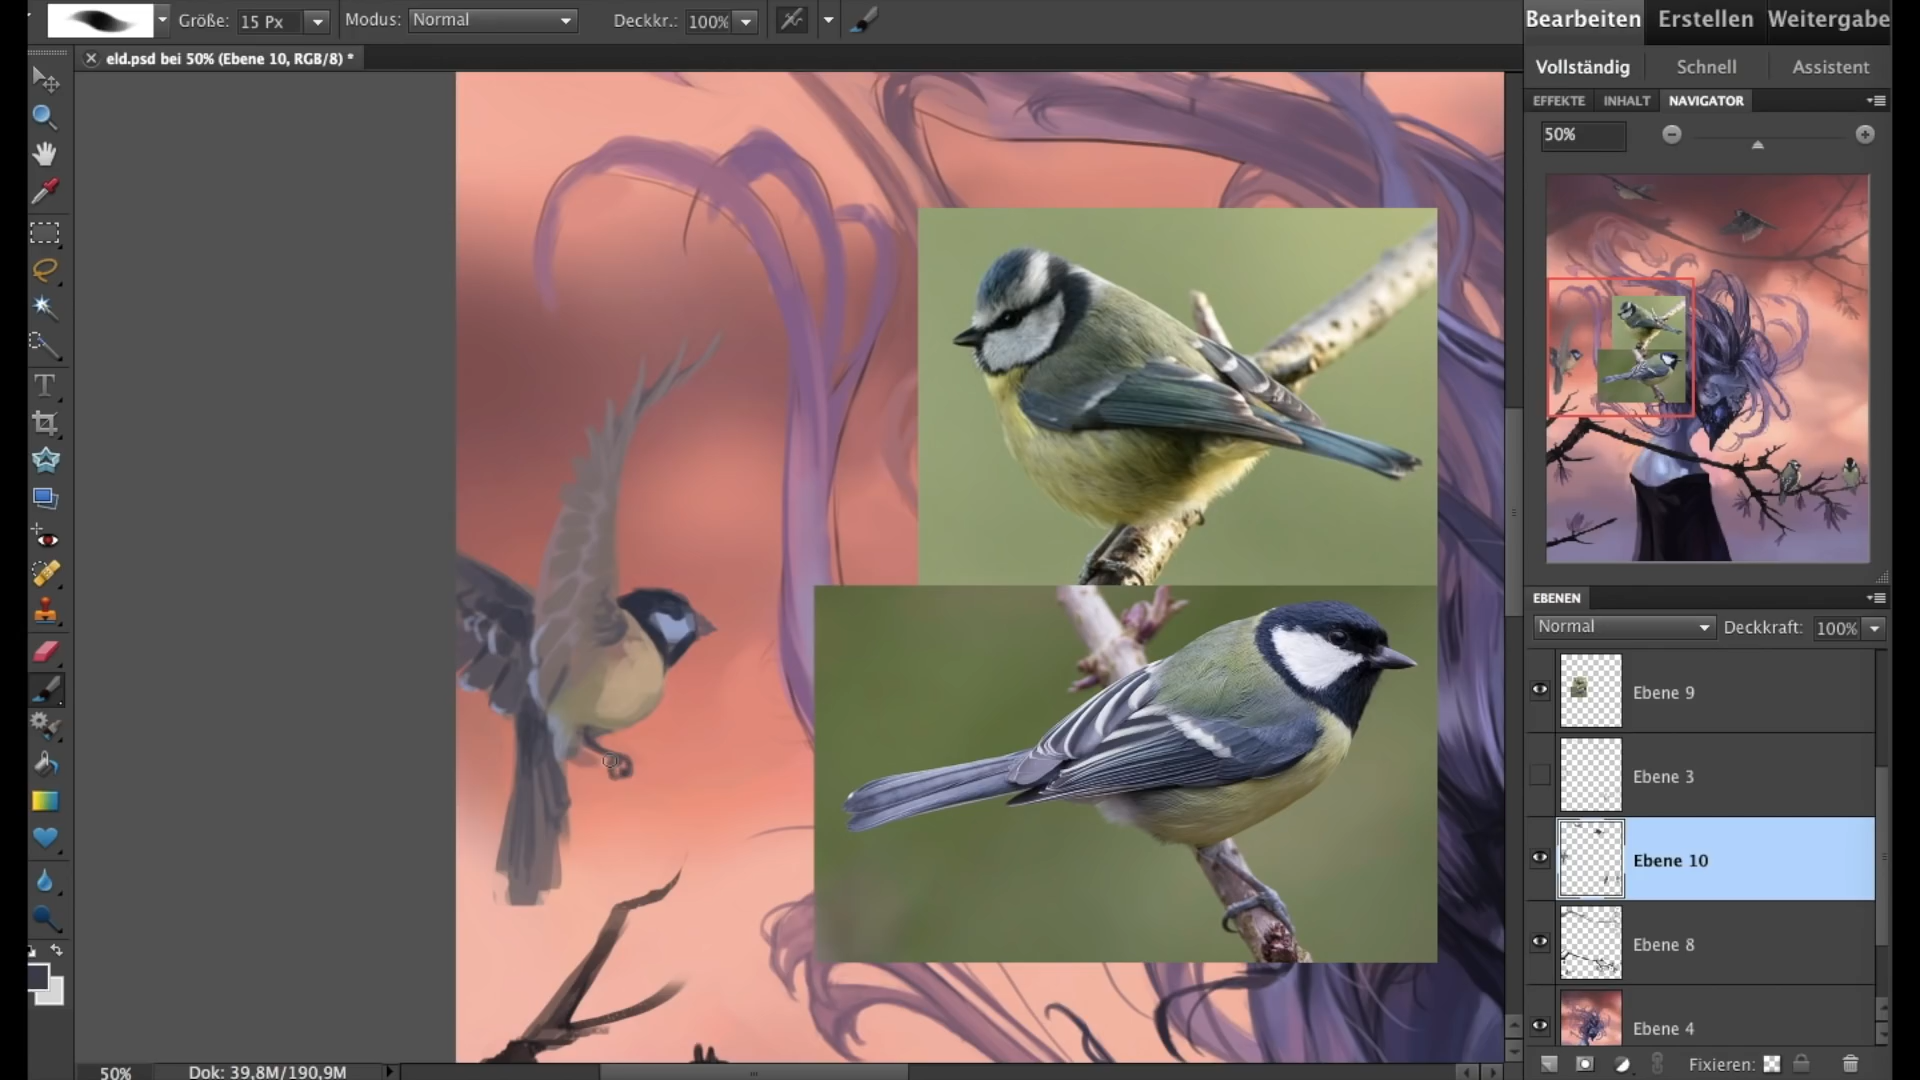 Größe: 15 Px Modus: Normal Deckkr.: 100%
Bearbeiten Erstellen Weitergabe
eld.psd bei 50% (Ebene 10, RGB/8) *
Vollständig Schnell Assistent
EFFEKTE INHALT NAVIGATOR
50%
EBENEN
Normal Deckkraft: 100%
Ebene 9
Ebene 3
Ebene 10
Ebene 8
Ebene 4
Fixieren:
50% Dok: 39,8M/190,9M